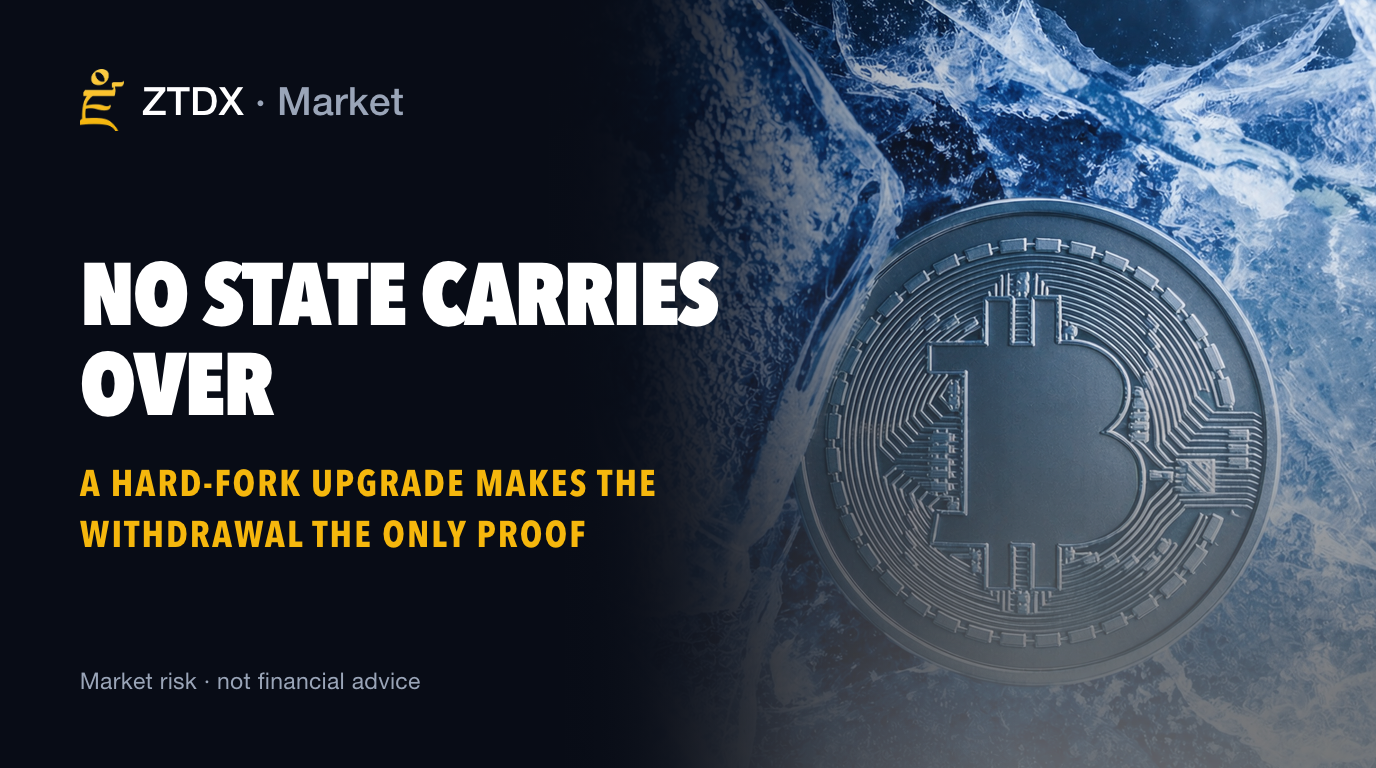 ZTDX · Market
NO STATE CARRIES
OVER
A HARD-FORK UPGRADE MAKES THE
WITHDRAWAL THE ONLY PROOF
Market risk · not financial advice